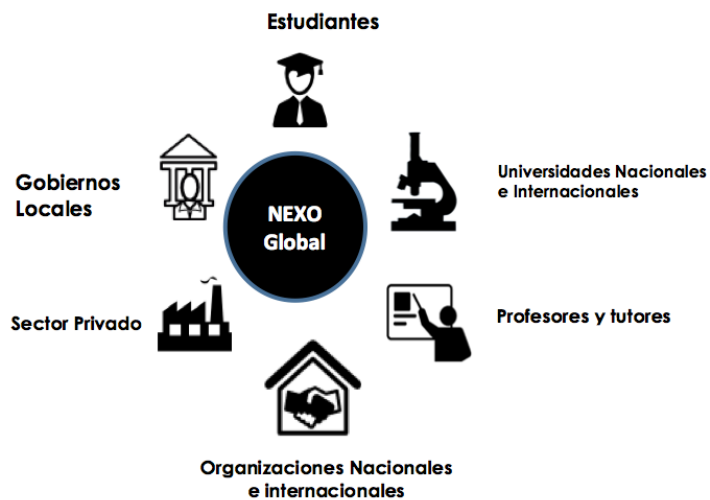 Estudiantes
Gobiernos
Locales
NEXO
Global
Universidades Nacionales
e Internacionales
Sector Privado
Profesores y tutores
Organizaciones Nacionales
e internacionales